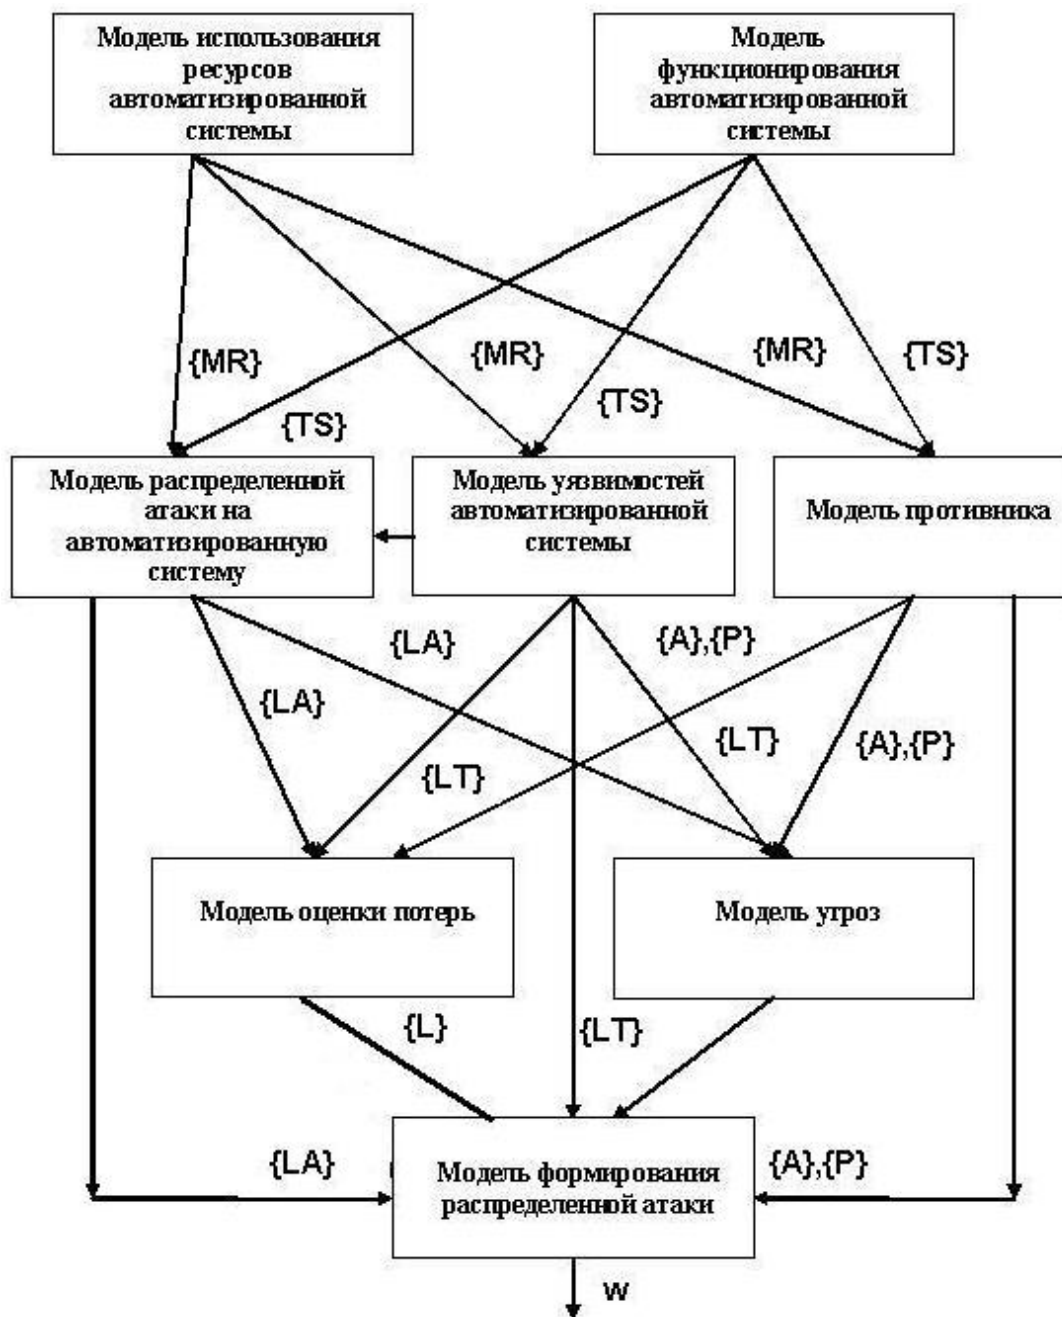 Модель использования
ресурсов
автоматизированной
системы
Модель
функционирования
автоматизированной
системы
{MR}
{MR}
{MR}
{TS}
{TS}
{TS}
Модель распределенной
атаки на
автоматизированную
систему
Модель уязвимостей
автоматизированной
системы
Модель противника
{LA}
{A},{P}
{LA}
{LT}
{LT}
{A},{P}
Модель оценки потерь
Модель угроз
{L}
{LT}
{LA}
{A},{P}
Модель формирования
распределенной атаки
w